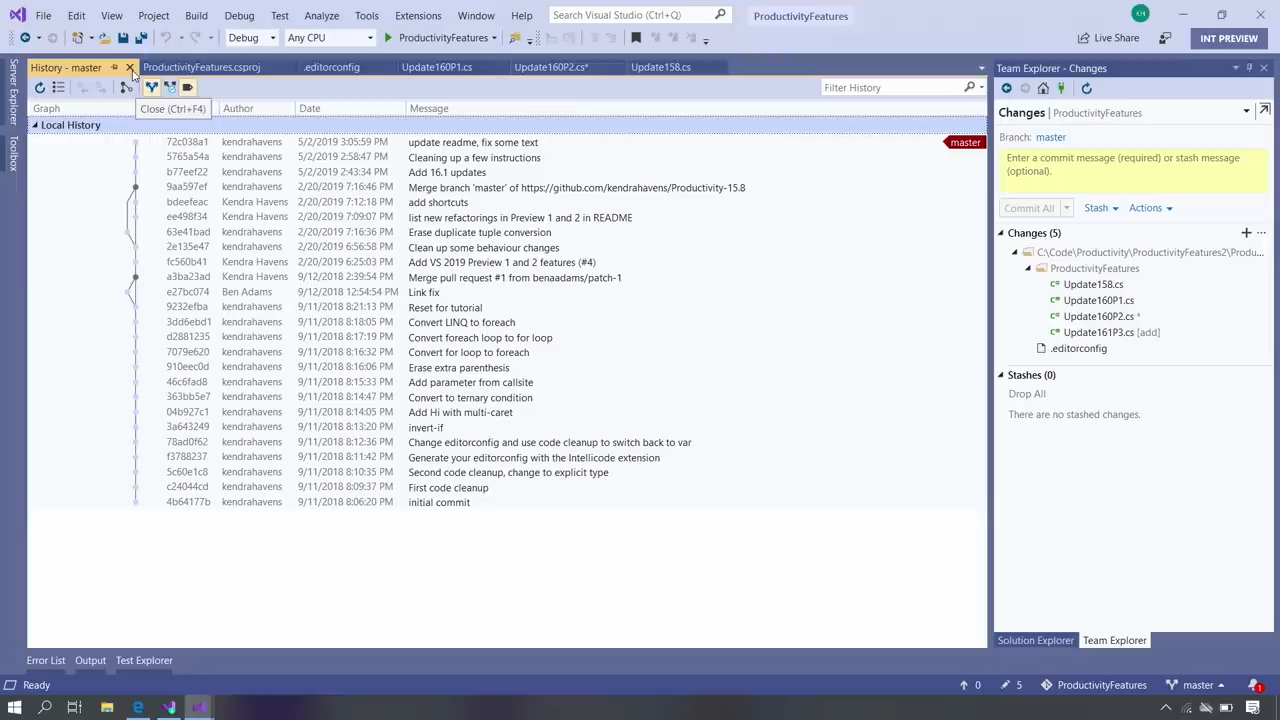 File Edit View Project Build Debug Test Analyze Tools Extensions Window Help Search Visual Studio (Ctrl+Q) ProductivityFeatures KH
Debug Any CPU ProductivityFeatures Live Share INT PREVIEW
History - master ProductivityFeatures.csproj .editorconfig Update160P1.cs Update160P2.cs* Update158.cs Team Explorer - Changes
Server Explorer
Toolbox
Filter History
Close (Ctrl+F4)
Graph Author Date Message
Local History
72c038a1 kendrahavens 5/2/2019 3:05:59 PM update readme, fix some text master
5765a54a kendrahavens 5/2/2019 2:58:47 PM Cleaning up a few instructions
b77eef22 kendrahavens 5/2/2019 2:43:34 PM Add 16.1 updates
9aa597ef kendrahavens 2/20/2019 7:16:46 PM Merge branch 'master' of https://github.com/kendrahavens/Productivity-15.8
bdeefeac Kendra Havens 2/20/2019 7:12:18 PM add shortcuts
ee498f34 Kendra Havens 2/20/2019 7:09:07 PM list new refactorings in Preview 1 and 2 in README
63e41bad Kendra Havens 2/20/2019 7:16:36 PM Erase duplicate tuple conversion
2e135e47 kendrahavens 2/20/2019 6:56:58 PM Clean up some behaviour changes
fc560b41 Kendra Havens 2/20/2019 6:25:03 PM Add VS 2019 Preview 1 and 2 features (#4)
a3ba23ad Kendra Havens 9/12/2018 2:39:54 PM Merge pull request #1 from benaadams/patch-1
e27bc074 Ben Adams 9/12/2018 12:54:54 PM Link fix
9232efba kendrahavens 9/11/2018 8:21:13 PM Reset for tutorial
3dd6ebd1 kendrahavens 9/11/2018 8:18:05 PM Convert LINQ to foreach
d2881235 kendrahavens 9/11/2018 8:17:19 PM Convert foreach loop to for loop
7079e620 kendrahavens 9/11/2018 8:16:32 PM Convert for loop to foreach
910eec0d kendrahavens 9/11/2018 8:16:06 PM Erase extra parenthesis
46c6fad8 kendrahavens 9/11/2018 8:15:33 PM Add parameter from callsite
363bb5e7 kendrahavens 9/11/2018 8:14:47 PM Convert to ternary condition
04b927c1 kendrahavens 9/11/2018 8:14:05 PM Add Hi with multi-caret
3a643249 kendrahavens 9/11/2018 8:13:20 PM invert-if
78ad0f62 kendrahavens 9/11/2018 8:12:36 PM Change editorconfig and use code cleanup to switch back to var
f3788237 kendrahavens 9/11/2018 8:11:42 PM Generate your editorconfig with the Intellicode extension
5c60e1c8 kendrahavens 9/11/2018 8:10:35 PM Second code cleanup, change to explicit type
c24044cd kendrahavens 9/11/2018 8:09:37 PM First code cleanup
4b64177b kendrahavens 9/11/2018 8:06:20 PM initial commit
Changes | ProductivityFeatures
Branch: master
Enter a commit message (required) or stash message
(optional).
Commit All Stash Actions
Changes (5)
C:\Code\Productivity\ProductivityFeatures2\Produ...
ProductivityFeatures
C# Update158.cs
C# Update160P1.cs
C# Update160P2.cs *
C# Update161P3.cs [add]
.editorconfig
Stashes (0)
Drop All
There are no stashed changes.
Solution Explorer Team Explorer
Error List Output Test Explorer
Ready 0 5 ProductivityFeatures master 1